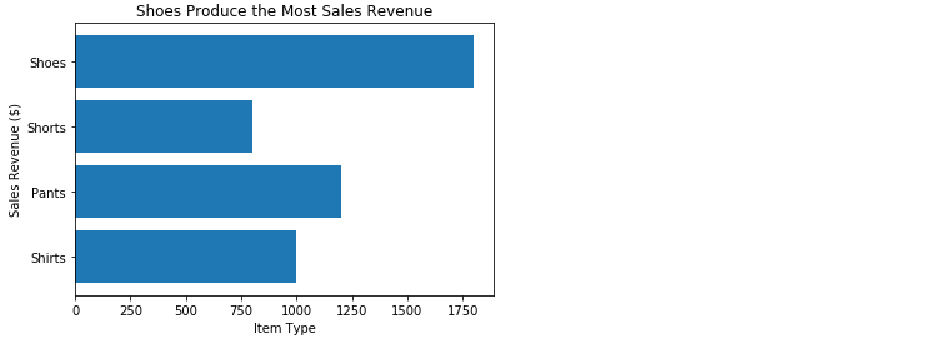 Shoes Produce the Most Sales Revenue
Sales Revenue ($)
Shoes
Shorts
Pants
Shirts
0 250 500 750 1000 1250 1500 1750
Item Type